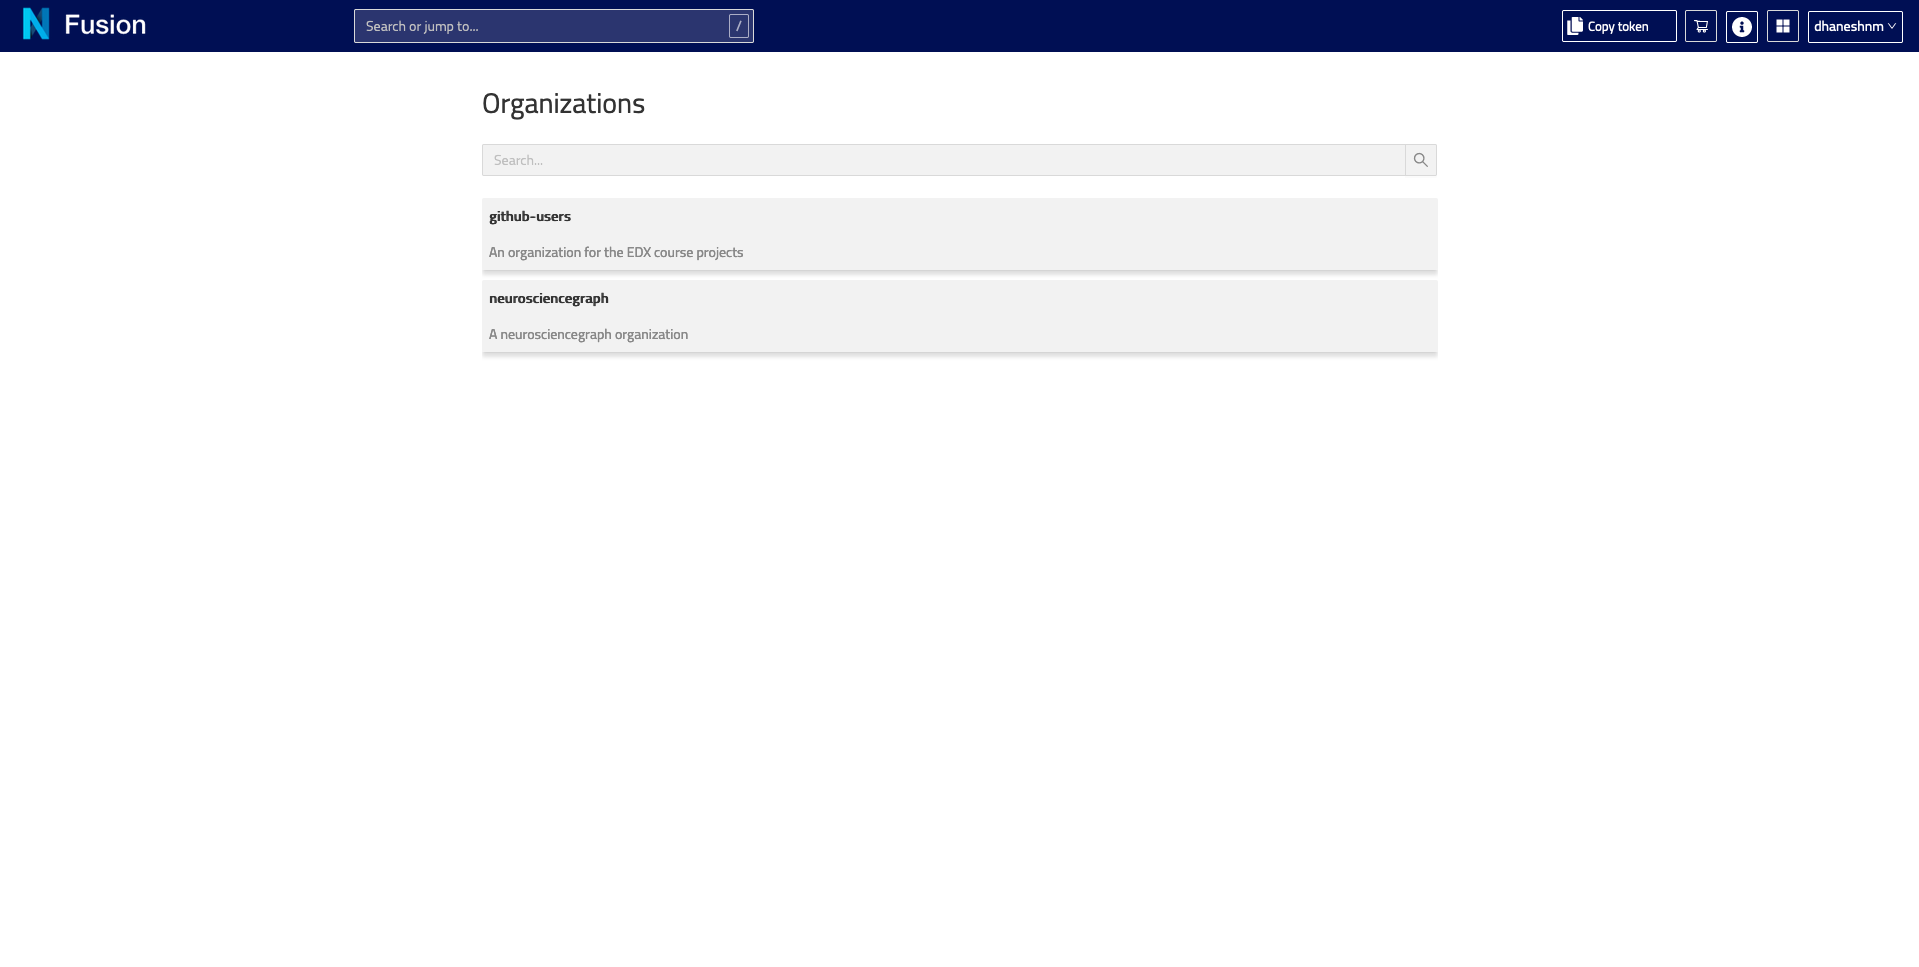 Fusion
Search or jump to...
/
Copy token
dhaneshnm
Organizations
Search...
github-users
An organization for the EDX course projects
neurosciencegraph
A neurosciencegraph organization